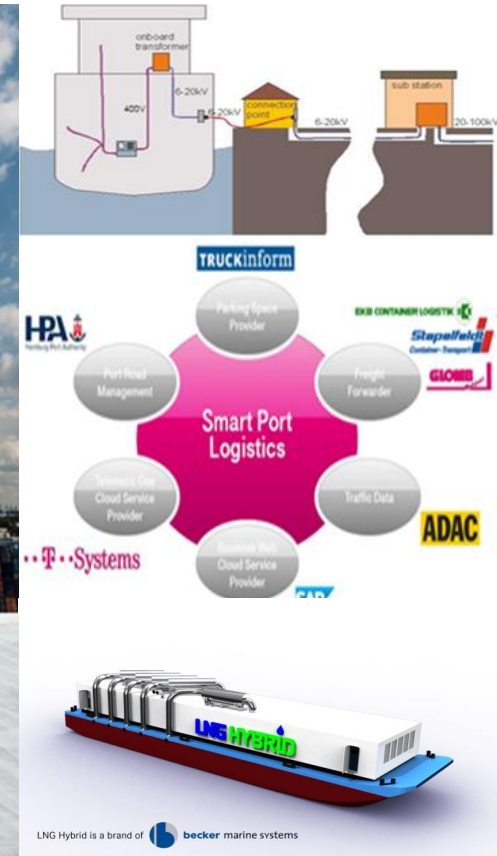 onboard
transformer
6-20kV
400V
6-20kV
connection
point
6-20kV
sub station
20-100kV
TRUCKinform
Parking Space
Provider
HPA
Hamburg Port Authority
EKB CONTAINER LOGISTIK
Stapelfeldt
Container-Transport
GLOMB
Port Road
Management
Freight
Forwarder
Smart Port
Logistics
Telematic One
Cloud Service
Provider
Traffic Data
ADAC
··T··Systems
Business Web
Cloud Service
Provider
SAP
LNG HYBRID
LNG Hybrid is a brand of becker marine systems